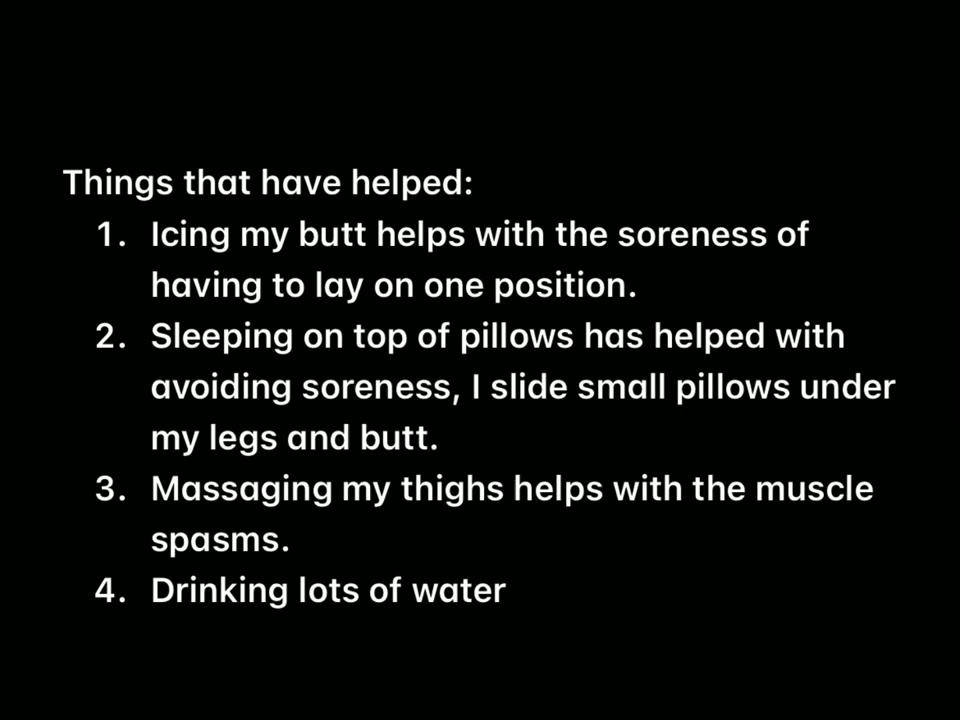 Things that have helped:
1. Icing my butt helps with the soreness of
having to lay on one position.
2. Sleeping on top of pillows has helped with
avoiding soreness, I slide small pillows under
my legs and butt.
3. Massaging my thighs helps with the muscle
spasms.
4. Drinking lots of water